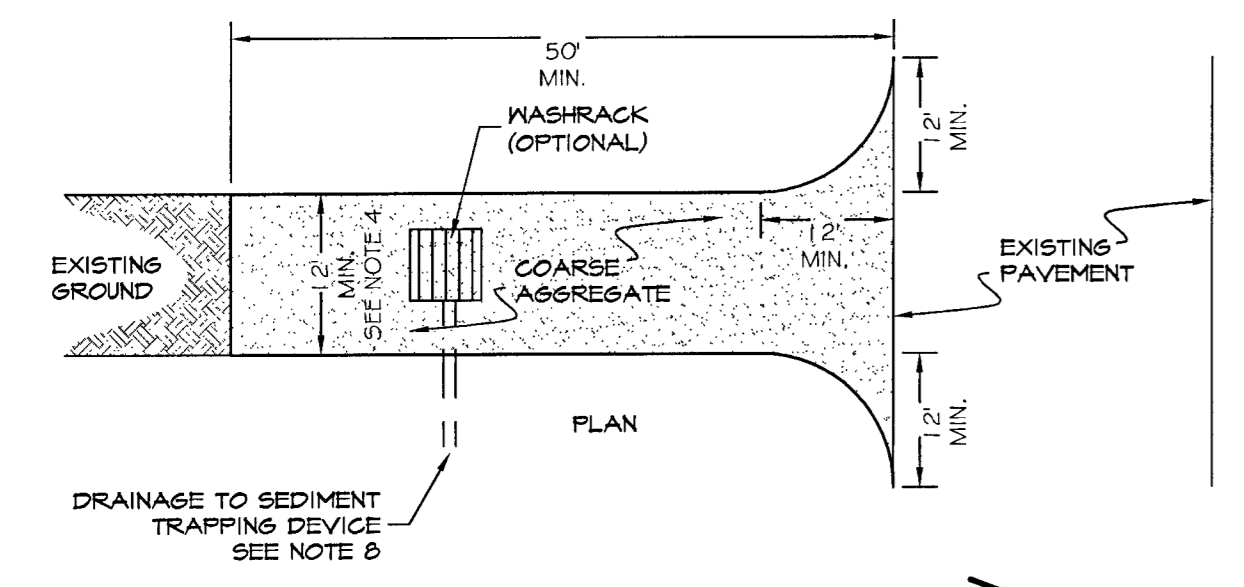 50'
MIN.
WASHRACK
(OPTIONAL)
12'
MIN.
EXISTING
GROUND
12'
MIN.
SEE NOTE 4
COARSE
AGGREGATE
12'
MIN.
EXISTING
PAVEMENT
12'
MIN.
PLAN
DRAINAGE TO SEDIMENT
TRAPPING DEVICE
SEE NOTE 8